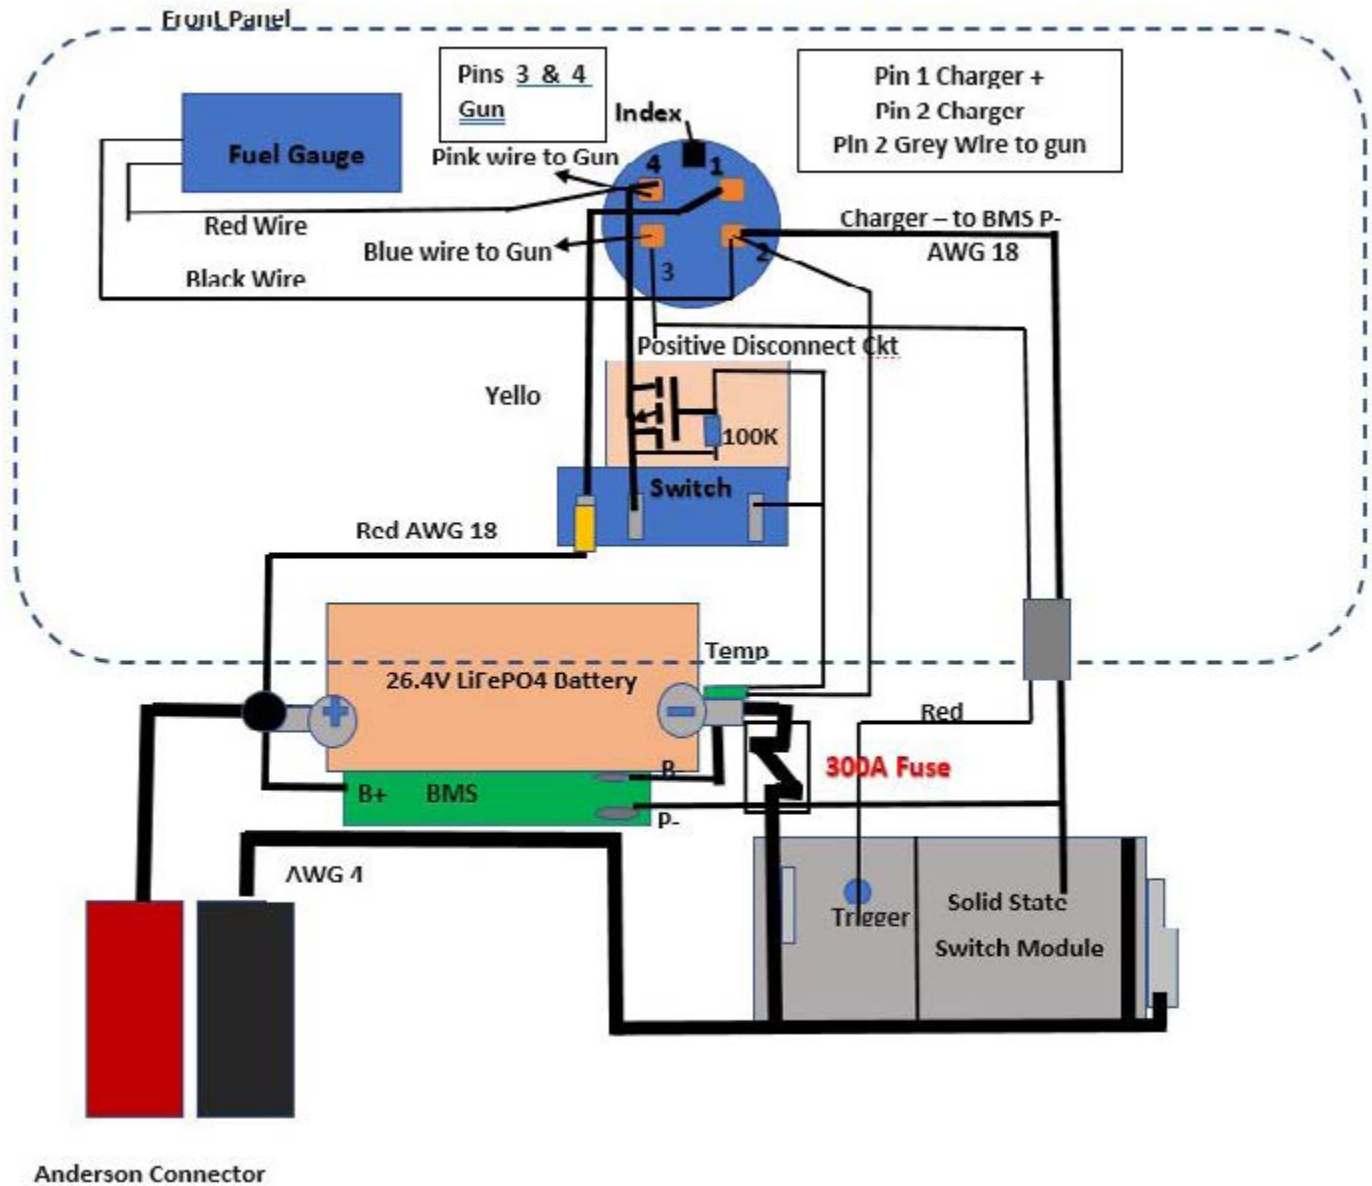 Front Panel
Pins 3 & 4
Gun
Pin 1 Charger +
Pin 2 Charger
Pin 2 Grey Wire to gun
Index
Fuel Gauge
Pink wire to Gun
4
1
Red Wire
Charger – to BMS P-
AWG 18
Blue wire to Gun
2
3
Black Wire
Positive Disconnect Ckt
Yello
100K
Switch
Red AWG 18
Temp
26.4V LiFePO4 Battery
+
-
Red
300A Fuse
B-
B+ BMS
P-
AWG 4
Solid State
Trigger
Switch Module
Anderson Connector